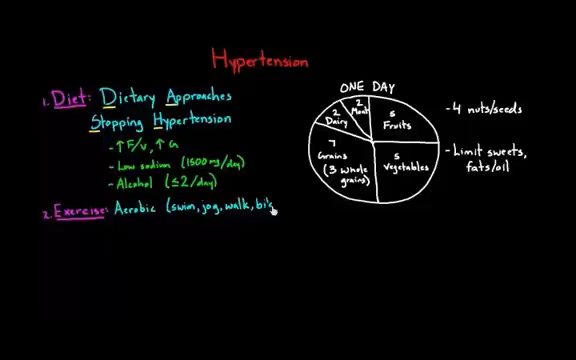 Hypertension
1. Diet: Dietary Approaches
Stopping Hypertension
- ↑ F/V, ↑ G
- Low sodium (1500 mg/day)
- Alcohol (≤2/day)
2. Exercise: Aerobic (swim, jog, walk, bik
ONE DAY
2 Meat
5 Fruits
2 Dairy
7 Grains
(3 whole grains)
5 Vegetables
- 4 nuts/seeds
- Limit sweets,
fats/oil